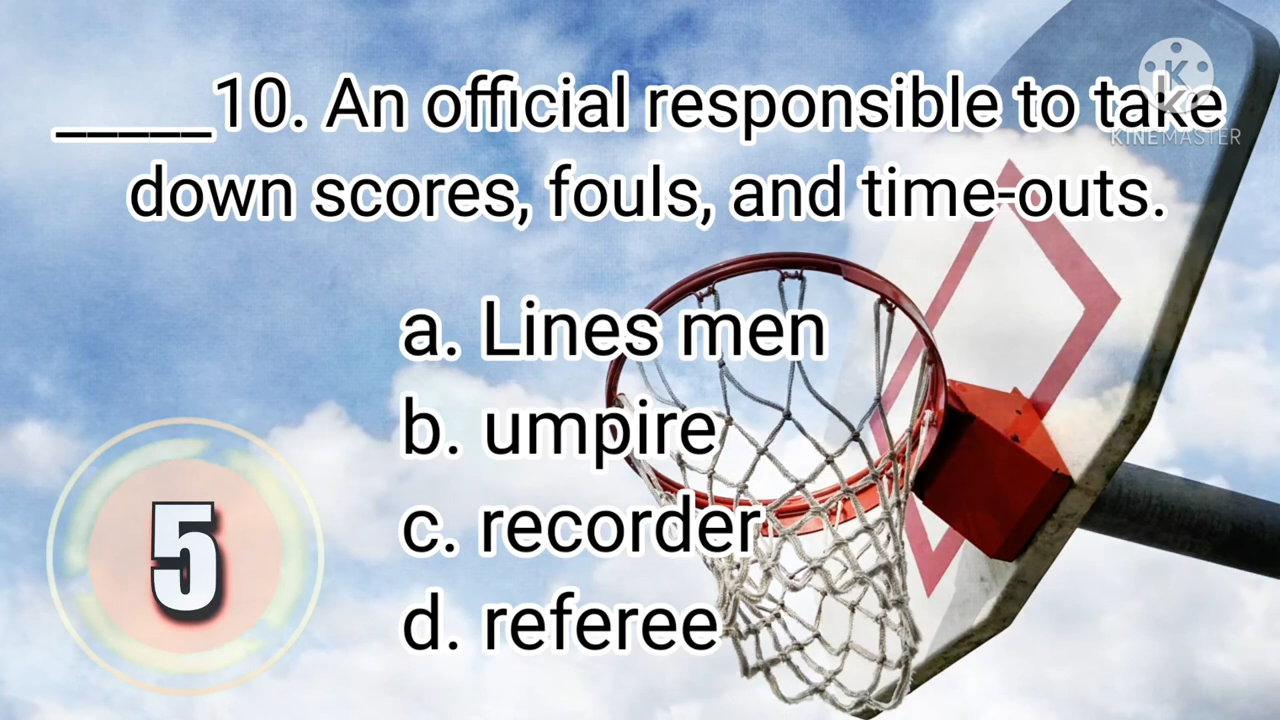 _____10. An official responsible to take
down scores, fouls, and time-outs.
a. Lines men
b. umpire
c. recorder
d. referee
5
K
KINEMASTER